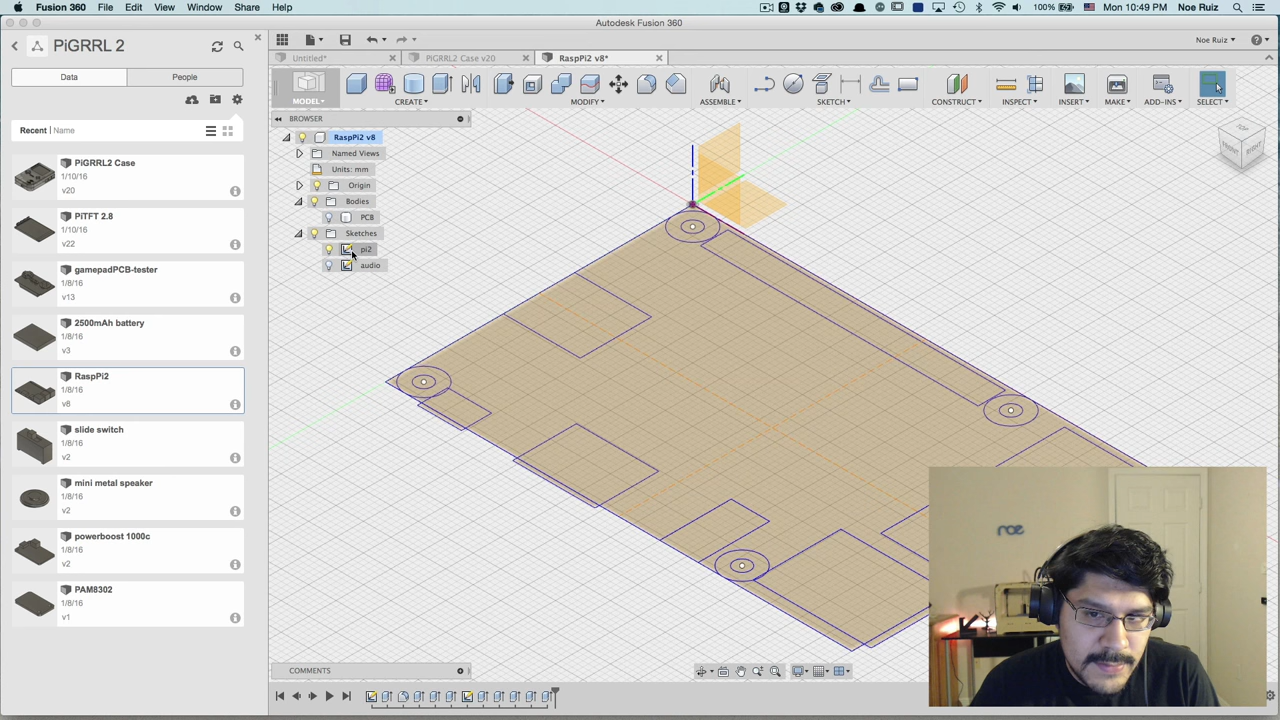 Fusion 360 File Edit View Window Share Help
100% Mon 10:49 PM Noe Ruiz
Autodesk Fusion 360
PiGRRL 2
Noe Ruiz
Untitled*
PiGRRL2 Case v20
RaspPi2 v8*
Data People
MODEL CREATE MODIFY ASSEMBLE SKETCH CONSTRUCT INSPECT INSERT MAKE ADD-INS SELECT
BROWSER
Recent | Name
RaspPi2 v8
Named Views
Units: mm
Origin
Bodies
PCB
Sketches
pi2
audio
PiGRRL2 Case
1/10/16
v20
PiTFT 2.8
1/8/16
v22
gamepadPCB-tester
1/8/16
v13
2500mAh battery
1/8/16
v3
RaspPi2
1/8/16
v8
slide switch
1/8/16
v2
mini metal speaker
1/8/16
v2
powerboost 1000c
1/8/16
v2
PAM8302
1/8/16
v1
TOP
FRONT
RIGHT
noe
COMMENTS